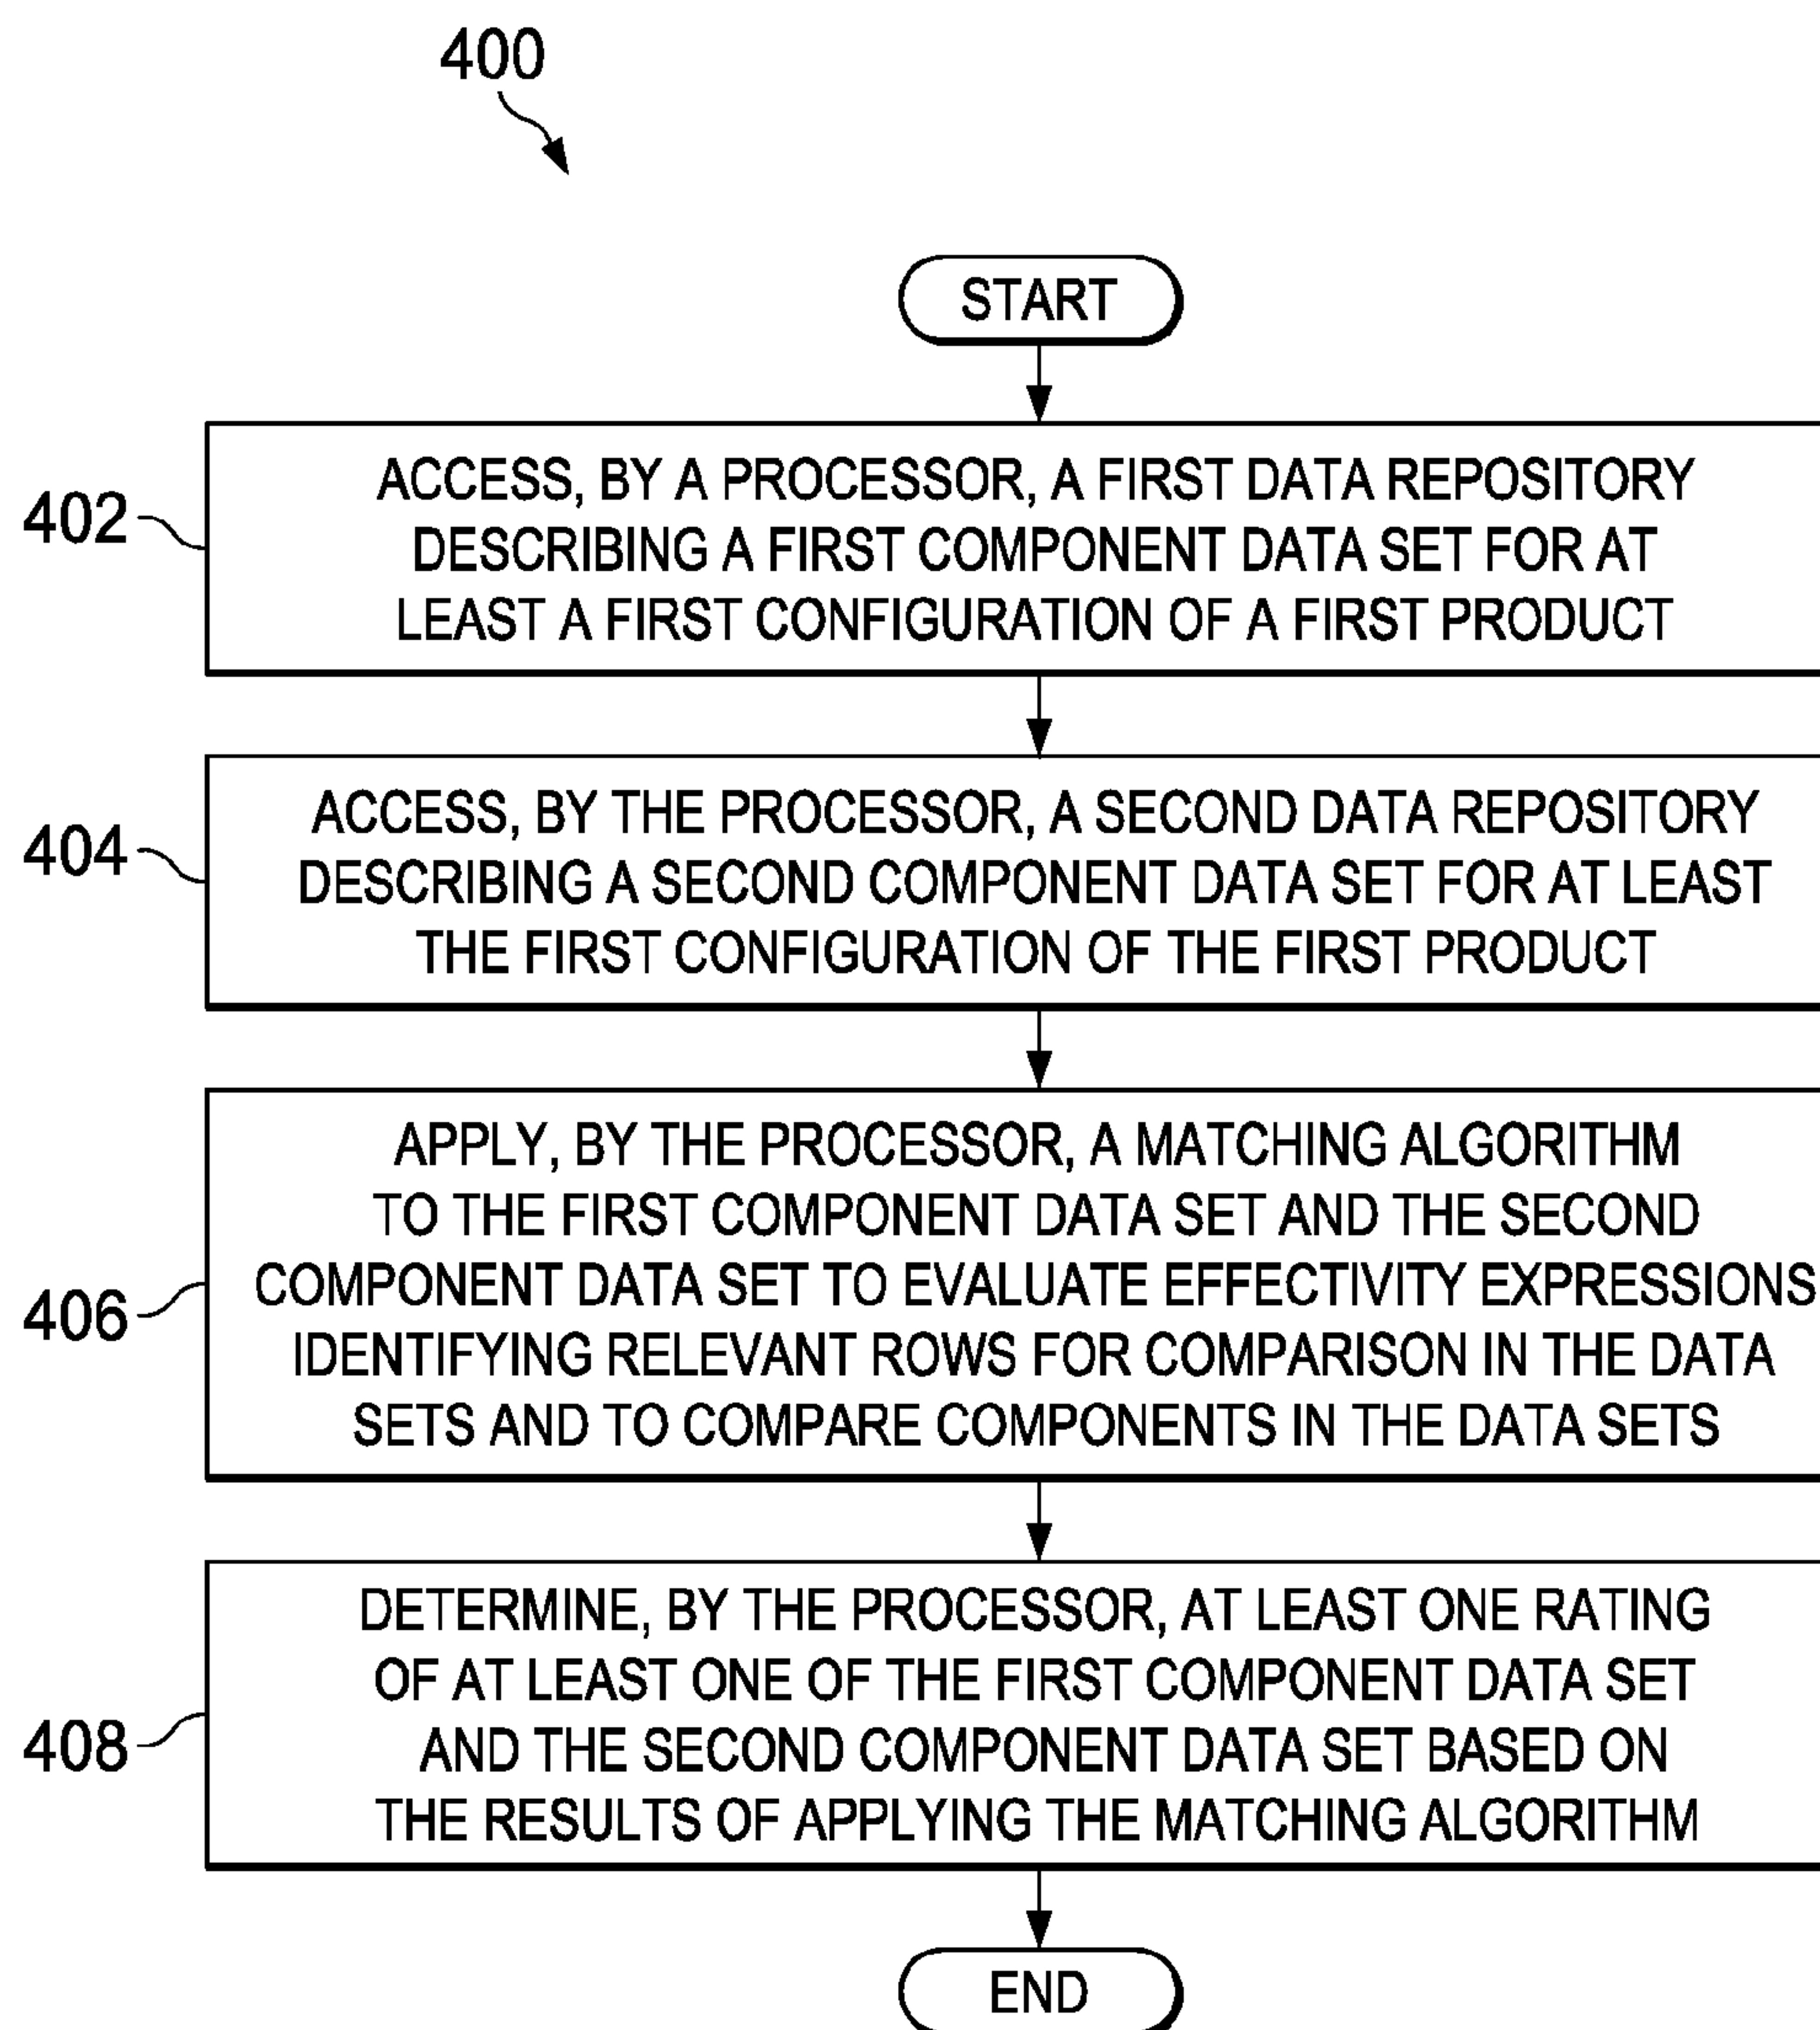 400
START
402
ACCESS, BY A PROCESSOR, A FIRST DATA REPOSITORY
DESCRIBING A FIRST COMPONENT DATA SET FOR AT
LEAST A FIRST CONFIGURATION OF A FIRST PRODUCT
404
ACCESS, BY THE PROCESSOR, A SECOND DATA REPOSITORY
DESCRIBING A SECOND COMPONENT DATA SET FOR AT LEAST
THE FIRST CONFIGURATION OF THE FIRST PRODUCT
406
APPLY, BY THE PROCESSOR, A MATCHING ALGORITHM
TO THE FIRST COMPONENT DATA SET AND THE SECOND
COMPONENT DATA SET TO EVALUATE EFFECTIVITY EXPRESSIONS
IDENTIFYING RELEVANT ROWS FOR COMPARISON IN THE DATA
SETS AND TO COMPARE COMPONENTS IN THE DATA SETS
408
DETERMINE, BY THE PROCESSOR, AT LEAST ONE RATING
OF AT LEAST ONE OF THE FIRST COMPONENT DATA SET
AND THE SECOND COMPONENT DATA SET BASED ON
THE RESULTS OF APPLYING THE MATCHING ALGORITHM
END